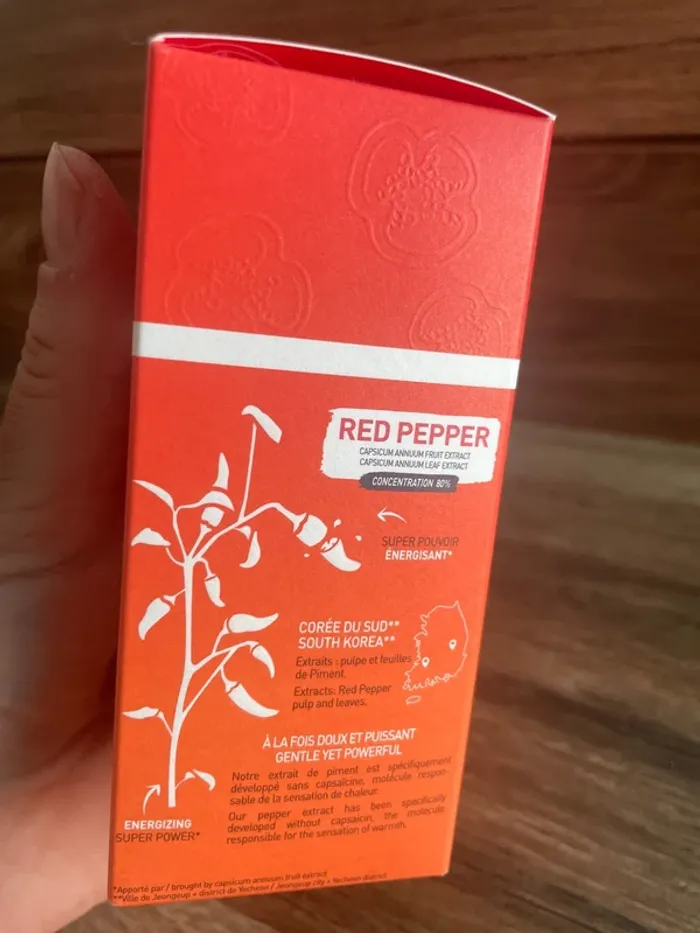 RED PEPPER
CAPSICUM ANNUUM FRUIT EXTRACT
CAPSICUM ANNUUM LEAF EXTRACT
CONCENTRATION 80%
SUPER POUVOIR
ÉNERGISANT*
CORÉE DU SUD**
SOUTH KOREA**
Extraits : pulpe et feuilles
de Piment.
Extracts: Red Pepper
pulp and leaves.
À LA FOIS DOUX ET PUISSANT
GENTLE YET POWERFUL
Notre extrait de piment est spécifiquement
développé sans capsaïcine, molécule respon-
sable de la sensation de chaleur.
Our pepper extract has been specifically
developed without capsaicin, the molecule
responsible for the sensation of warmth.
ENERGIZING
SUPER POWER*
*Apporté par / brought by capsicum annuum fruit extract
**Ville de Jeongeup + district de Yecheon / Jeongeup city + Yecheon district